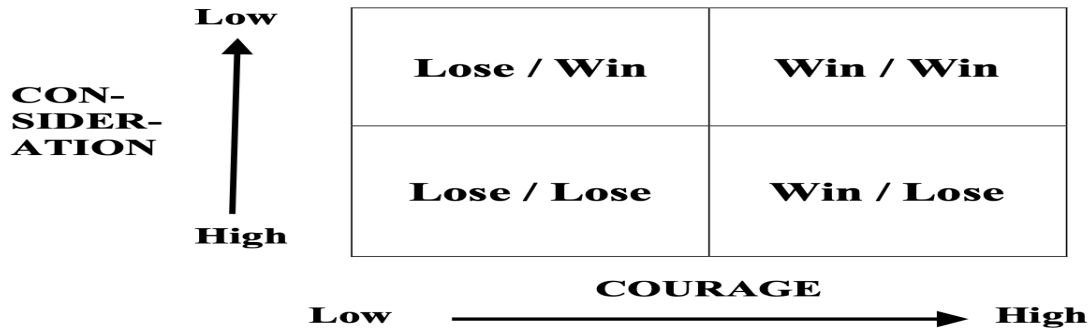 Low
Lose / Win
Win / Win
CON-
SIDER-
ATION
Lose / Lose
Win / Lose
High
COURAGE
Low
High